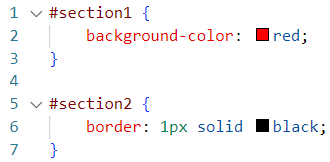 1 #section1 {
2 background-color: red;
3 }
4
5 #section2 {
6 border: 1px solid black;
7 }